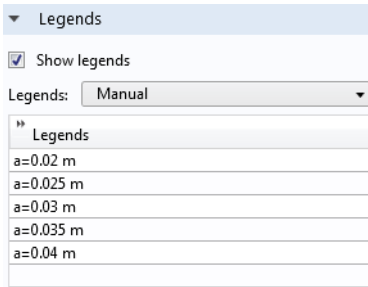 Legends
Show legends
Legends: Manual
Legends
a=0.02 m
a=0.025 m
a=0.03 m
a=0.035 m
a=0.04 m